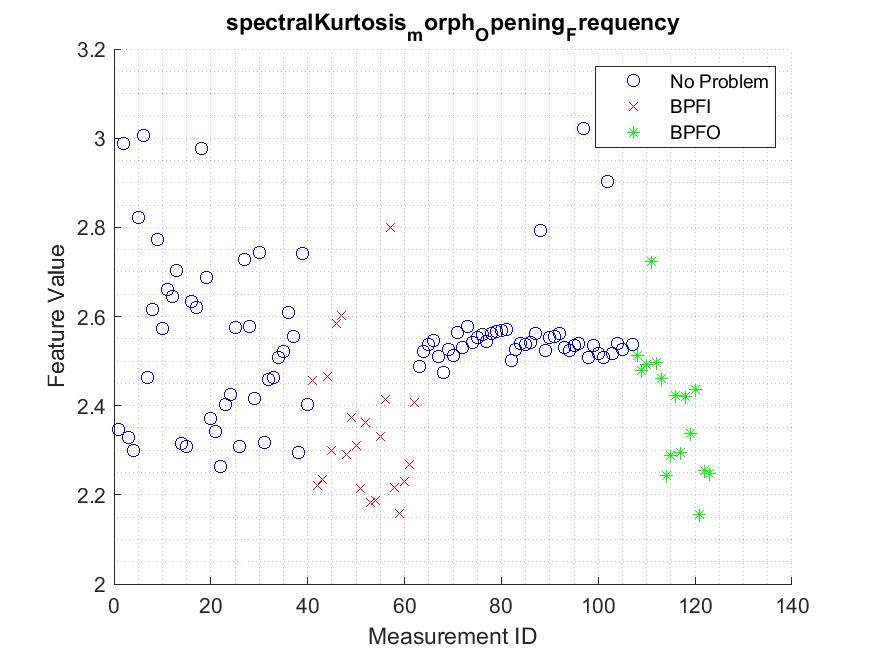 spectralKurtosis_morph_Opening_Frequency
3.2
3
2.8
2.6
2.4
2.2
2
0 20 40 60 80 100 120 140
Feature Value
Measurement ID
No Problem
BPFI
BPFO